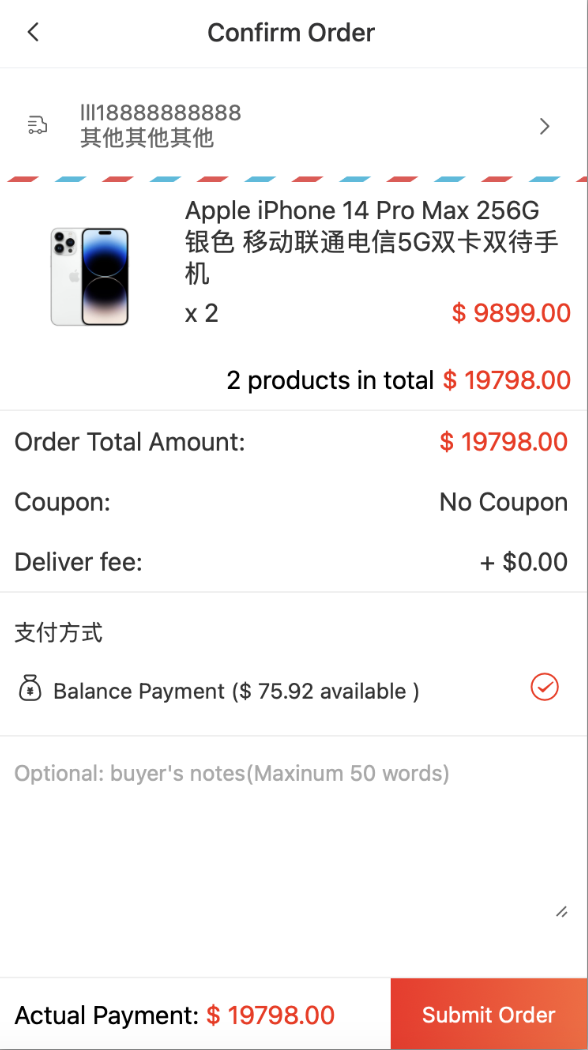 Confirm Order
lll18888888888
其他其他其他
Apple iPhone 14 Pro Max 256G
银色 移动联通电信5G双卡双待手
机
x 2 $ 9899.00
2 products in total $ 19798.00
Order Total Amount: $ 19798.00
Coupon: No Coupon
Deliver fee: + $0.00
支付方式
Balance Payment ($ 75.92 available )
Optional: buyer's notes(Maxinum 50 words)
Actual Payment: $ 19798.00 Submit Order